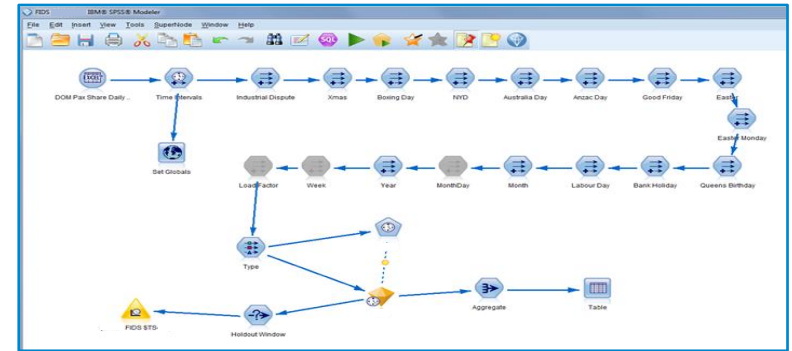 FIDS IBM® SPSS® Modeler
File Edit Insert View Tools SuperNode Window Help
SQL
DOM Pax Share Daily... Time Intervals Industrial Dispute Xmas Boxing Day NYD Australia Day Anzac Day Good Friday Easter
Easter Monday
Set Globals
Load Factor Week Year MonthDay Month Labour Day Bank Holiday Queens Birthday
Type
Aggregate Table
FIDS $TS- Holdout Window